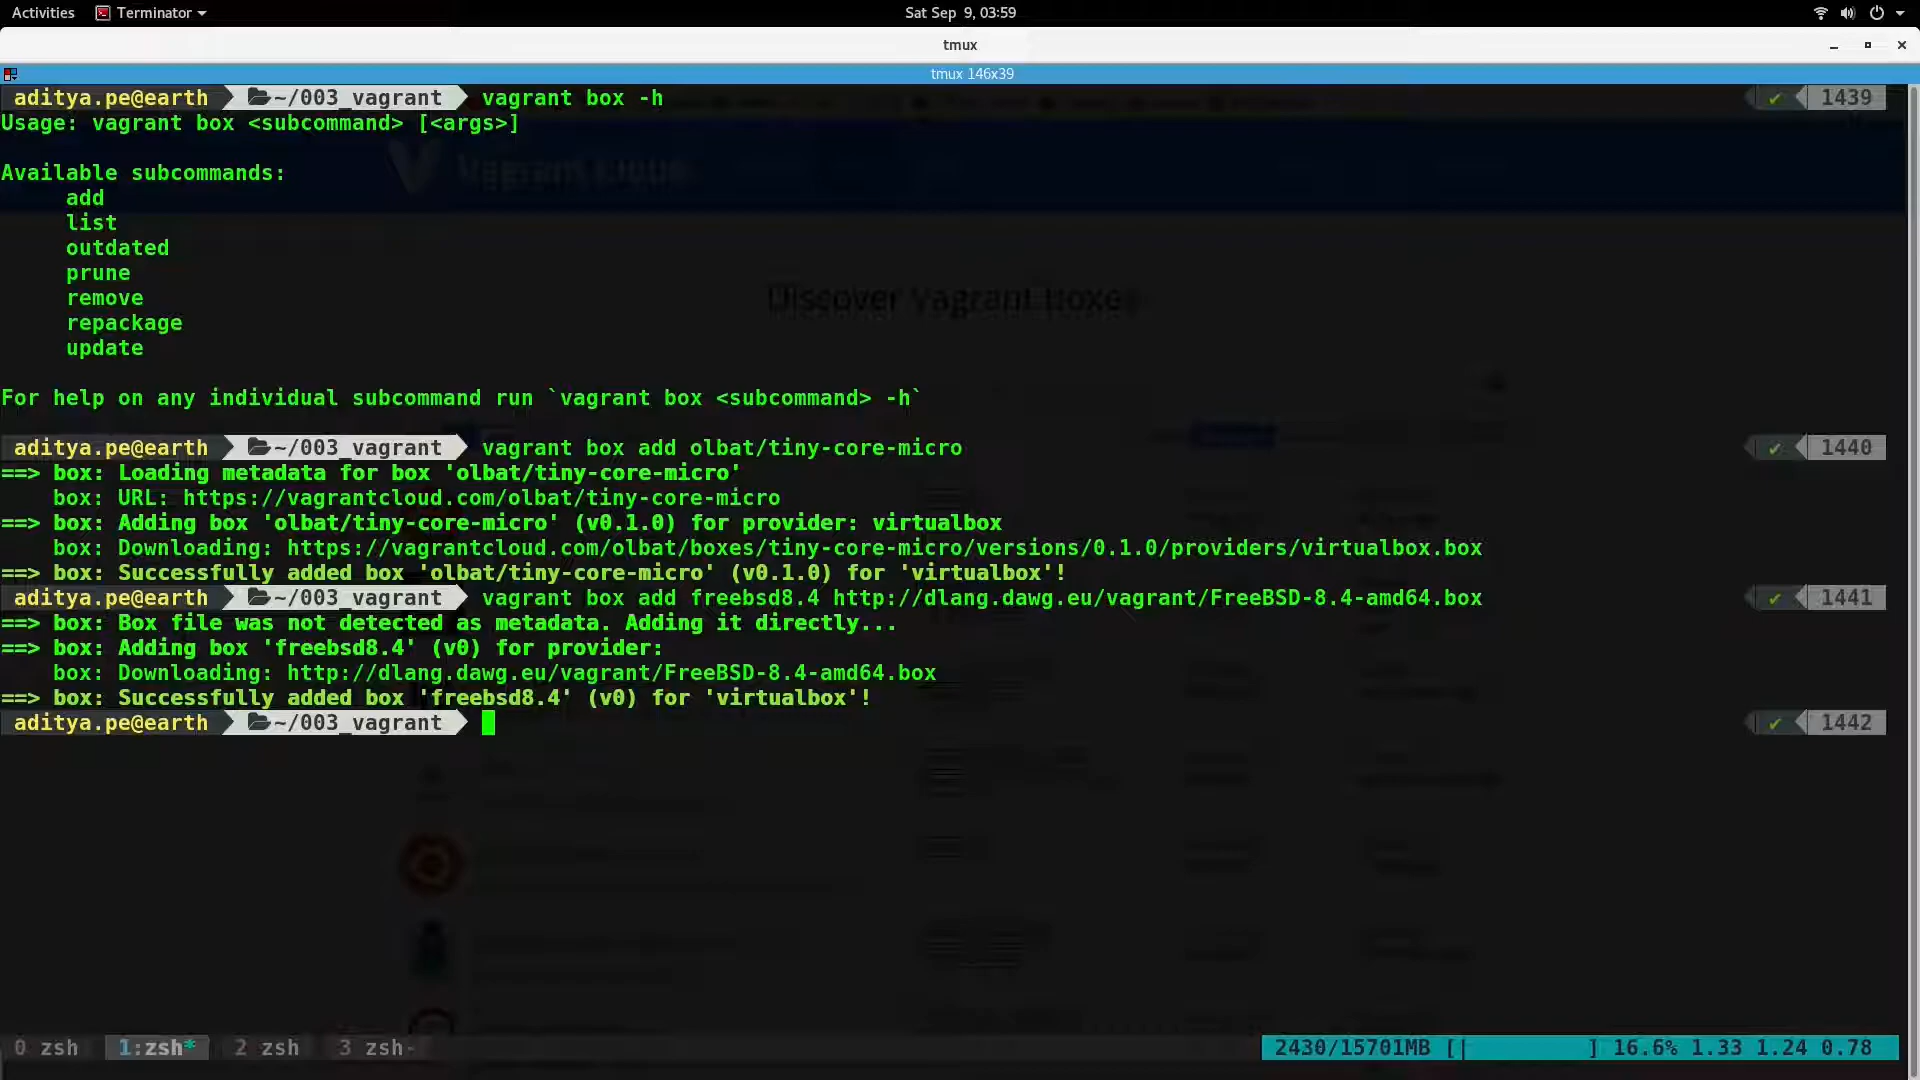 Activities Terminator Sat Sep 9, 03:59
tmux
tmux 146x39
aditya.pe@earth ~/003_vagrant vagrant box -h ✔ 1439
Usage: vagrant box <subcommand> [<args>]
Available subcommands:
add
list
outdated
prune
remove
repackage
update
For help on any individual subcommand run `vagrant box <subcommand> -h`
aditya.pe@earth ~/003_vagrant vagrant box add olbat/tiny-core-micro ✔ 1440
==> box: Loading metadata for box 'olbat/tiny-core-micro'
box: URL: https://vagrantcloud.com/olbat/tiny-core-micro
==> box: Adding box 'olbat/tiny-core-micro' (v0.1.0) for provider: virtualbox
box: Downloading: https://vagrantcloud.com/olbat/boxes/tiny-core-micro/versions/0.1.0/providers/virtualbox.box
==> box: Successfully added box 'olbat/tiny-core-micro' (v0.1.0) for 'virtualbox'!
aditya.pe@earth ~/003_vagrant vagrant box add freebsd8.4 http://dlang.dawg.eu/vagrant/FreeBSD-8.4-amd64.box ✔ 1441
==> box: Box file was not detected as metadata. Adding it directly...
==> box: Adding box 'freebsd8.4' (v0) for provider:
box: Downloading: http://dlang.dawg.eu/vagrant/FreeBSD-8.4-amd64.box
==> box: Successfully added box 'freebsd8.4' (v0) for 'virtualbox'!
aditya.pe@earth ~/003_vagrant ✔ 1442
Discover Vagrant Boxes
0 zsh 1:zsh* 2 zsh 3 zsh- 2430/15701MB [| ] 16.6% 1.33 1.24 0.78